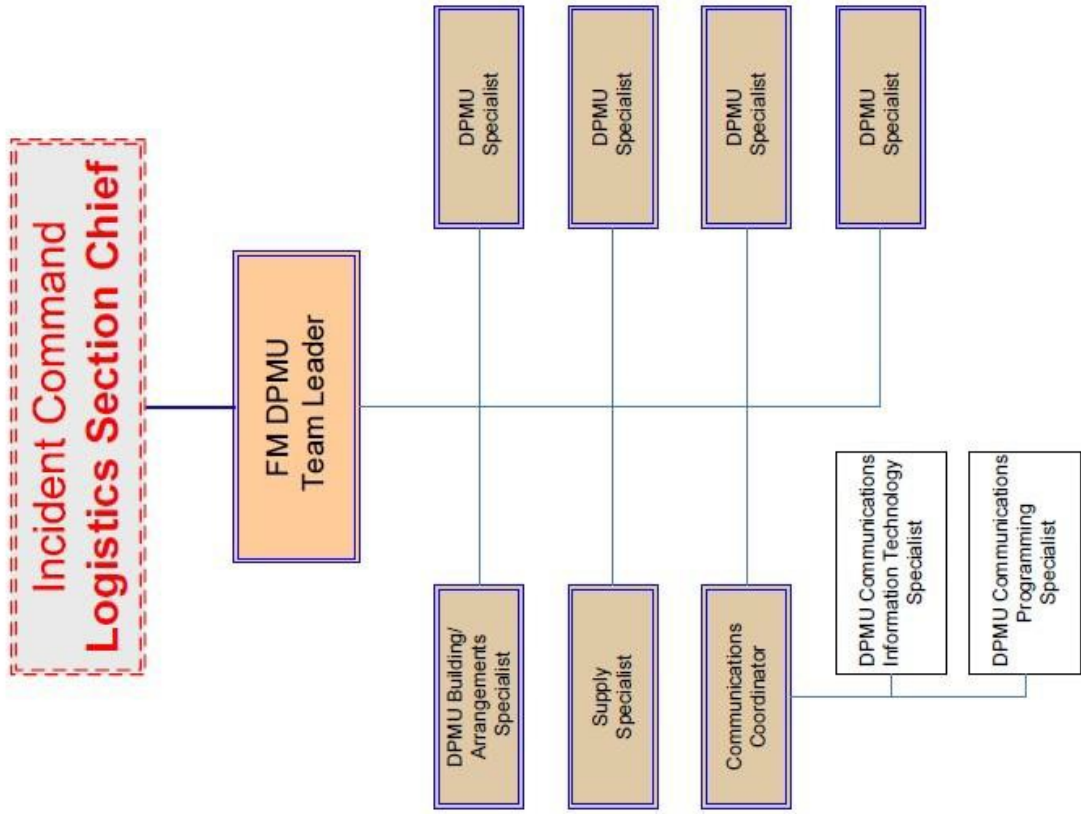 Incident Command
Logistics Section Chief
FM DPMU
Team Leader
DPMU Building/
Arrangements
Specialist
DPMU
Specialist
Supply
Specialist
DPMU
Specialist
Communications
Coordinator
DPMU
Specialist
DPMU Communications
Information Technology
Specialist
DPMU
Specialist
DPMU Communications
Programming
Specialist